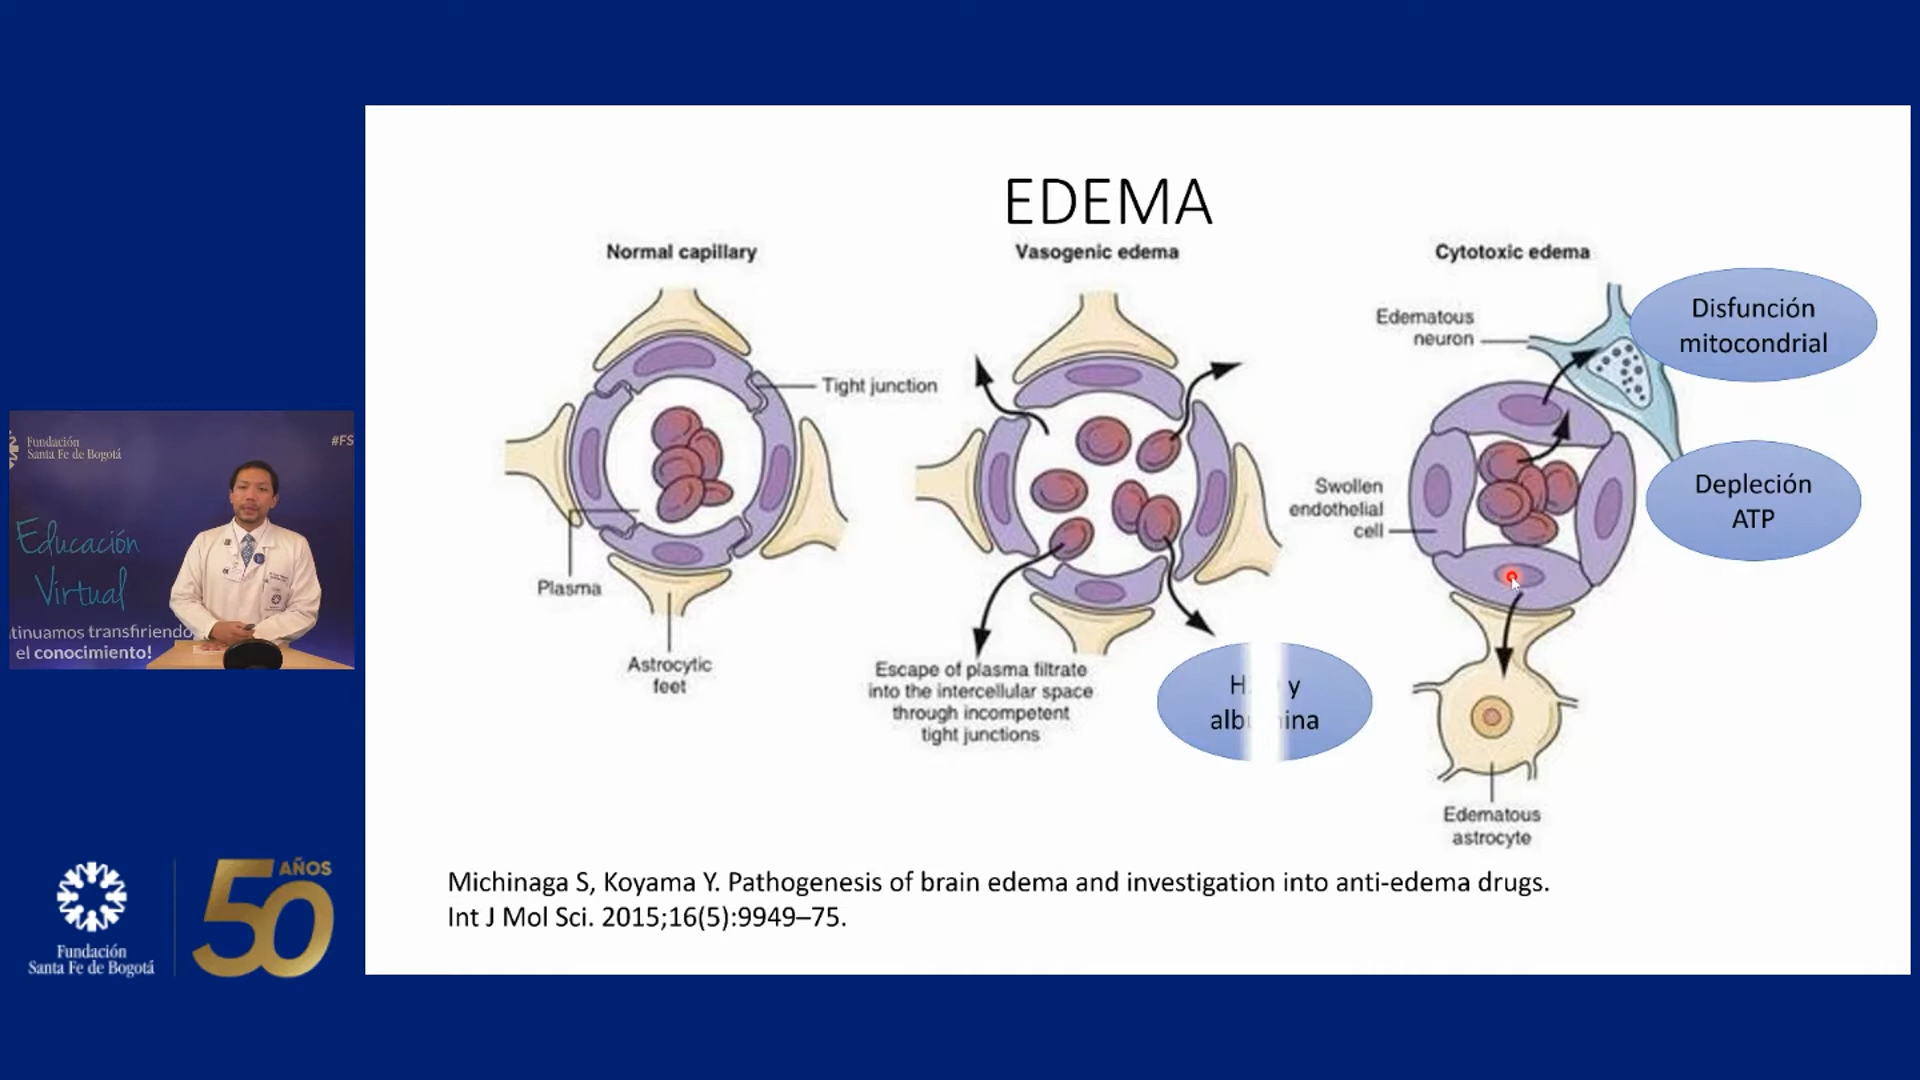 EDEMA
Normal capillary
Vasogenic edema
Cytotoxic edema
Tight junction
Plasma
Astrocytic
feet
Escape of plasma filtrate
into the intercellular space
through incompetent
tight junctions
y
Edematous
neuron
Swollen
endothelial
cell
Edematous
astrocyte
Disfunción
mitocondrial
Depleción
ATP
Michinaga S, Koyama Y. Pathogenesis of brain edema and investigation into anti-edema drugs.
Int J Mol Sci. 2015;16(5):9949–75.
Fundación
Santa Fe de Bogotá
#FS
Educación
Virtual
tinuamos transfiriendo
el conocimiento!
Fundación
Santa Fe de Bogotá
50 AÑOS